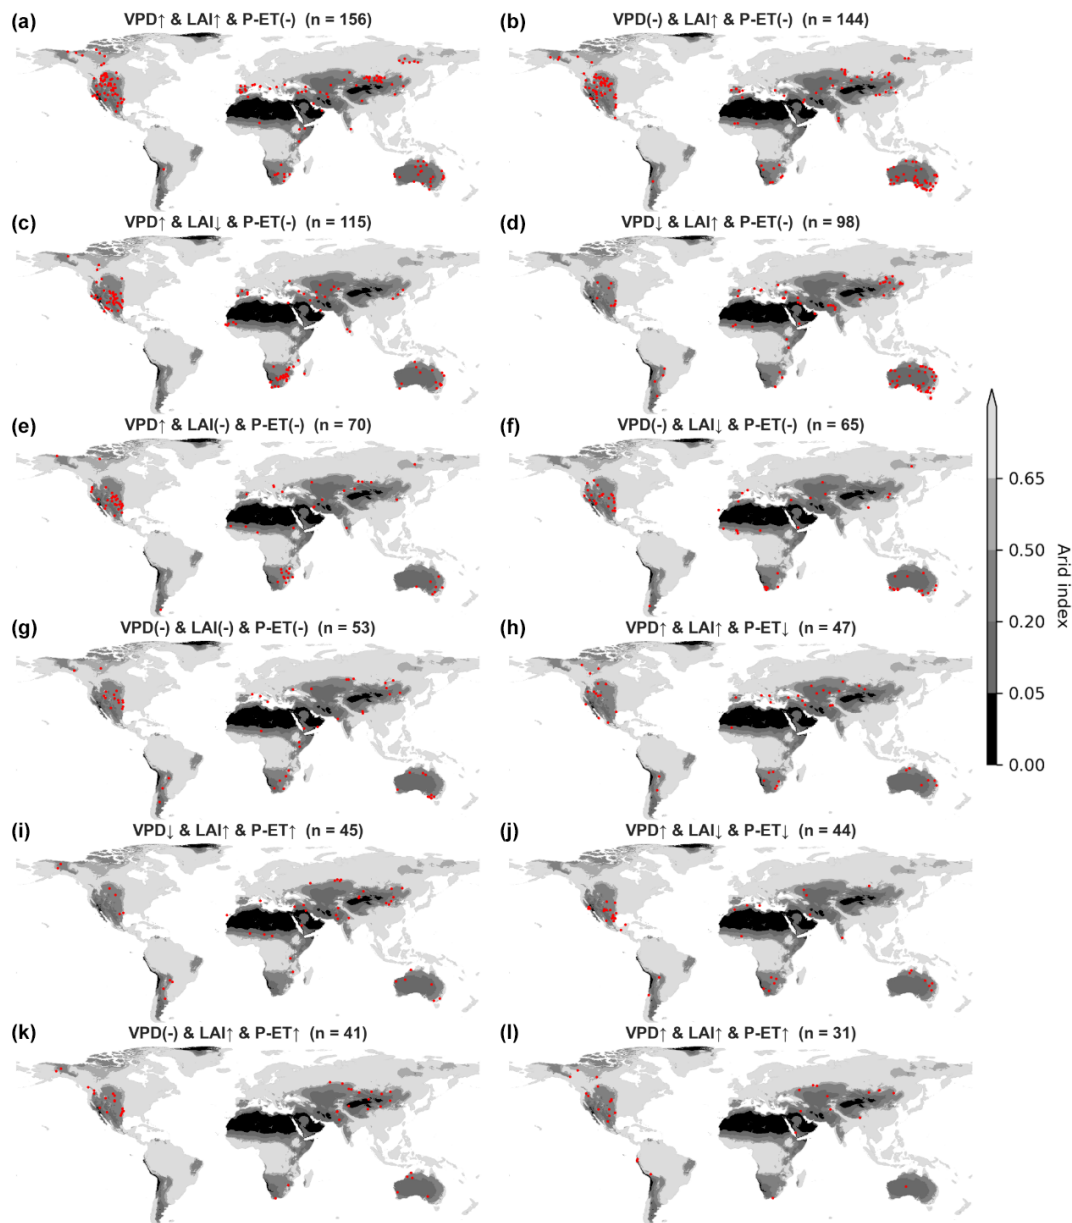 (a) VPD↑ & LAI↑ & P-ET(-) (n = 156)
(b) VPD(-) & LAI↑ & P-ET(-) (n = 144)
(c) VPD↑ & LAI↓ & P-ET(-) (n = 115)
(d) VPD↓ & LAI↑ & P-ET(-) (n = 98)
(e) VPD↑ & LAI(-) & P-ET(-) (n = 70)
(f) VPD(-) & LAI↓ & P-ET(-) (n = 65)
(g) VPD(-) & LAI(-) & P-ET(-) (n = 53)
(h) VPD↑ & LAI↑ & P-ET↓ (n = 47)
(i) VPD↓ & LAI↑ & P-ET↑ (n = 45)
(j) VPD↑ & LAI↓ & P-ET↓ (n = 44)
(k) VPD(-) & LAI↑ & P-ET↑ (n = 41)
(l) VPD↑ & LAI↑ & P-ET↑ (n = 31)
0.65
0.50
0.20
0.05
0.00
Arid index